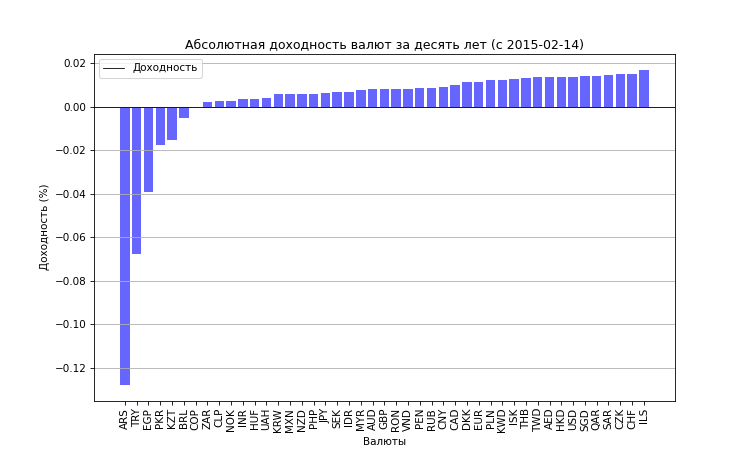 Абсолютная доходность валют за десять лет (с 2015-02-14)
Доходность
0.02
0.00
−0.02
−0.04
−0.06
−0.08
−0.10
−0.12
Доходность (%)
ARS TRY EGP PKR KZT BRL COP ZAR CLP NOK INR HUF UAH KRW MXN NZD PHP JPY SEK IDR MYR AUD GBP RON VND PEN RUB CNY CAD DKK EUR PLN KWD ISK THB TWD AED HKD USD SGD QAR SAR CZK CHF ILS
Валюты